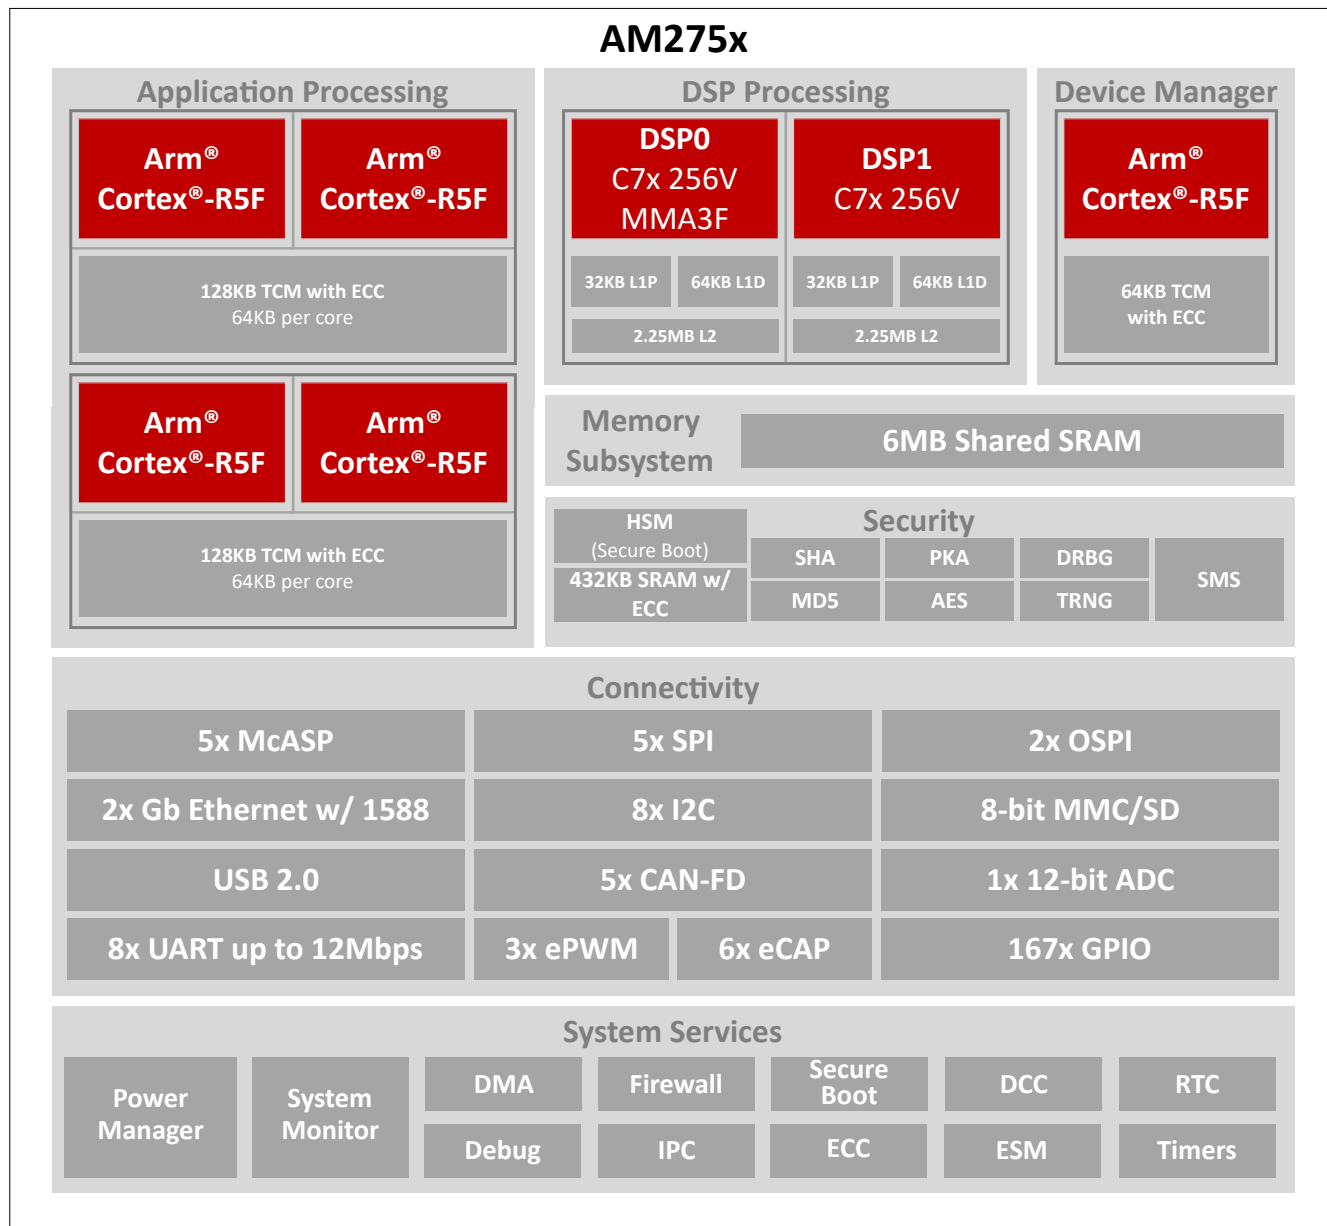 AM275x
Application Processing
Arm®
Cortex®-R5F
Arm®
Cortex®-R5F
128KB TCM with ECC
64KB per core
Arm®
Cortex®-R5F
Arm®
Cortex®-R5F
128KB TCM with ECC
64KB per core
DSP Processing
DSP0
C7x 256V
MMA3F
DSP1
C7x 256V
32KB L1P
64KB L1D
32KB L1P
64KB L1D
2.25MB L2
2.25MB L2
Device Manager
Arm®
Cortex®-R5F
64KB TCM
with ECC
Memory
Subsystem
6MB Shared SRAM
Security
HSM
(Secure Boot)
432KB SRAM w/
ECC
SHA
PKA
DRBG
MD5
AES
TRNG
SMS
Connectivity
5x McASP
5x SPI
2x OSPI
2x Gb Ethernet w/ 1588
8x I2C
8-bit MMC/SD
USB 2.0
5x CAN-FD
1x 12-bit ADC
8x UART up to 12Mbps
3x ePWM
6x eCAP
167x GPIO
System Services
Power
Manager
System
Monitor
DMA
Firewall
Secure
Boot
DCC
RTC
Debug
IPC
ECC
ESM
Timers